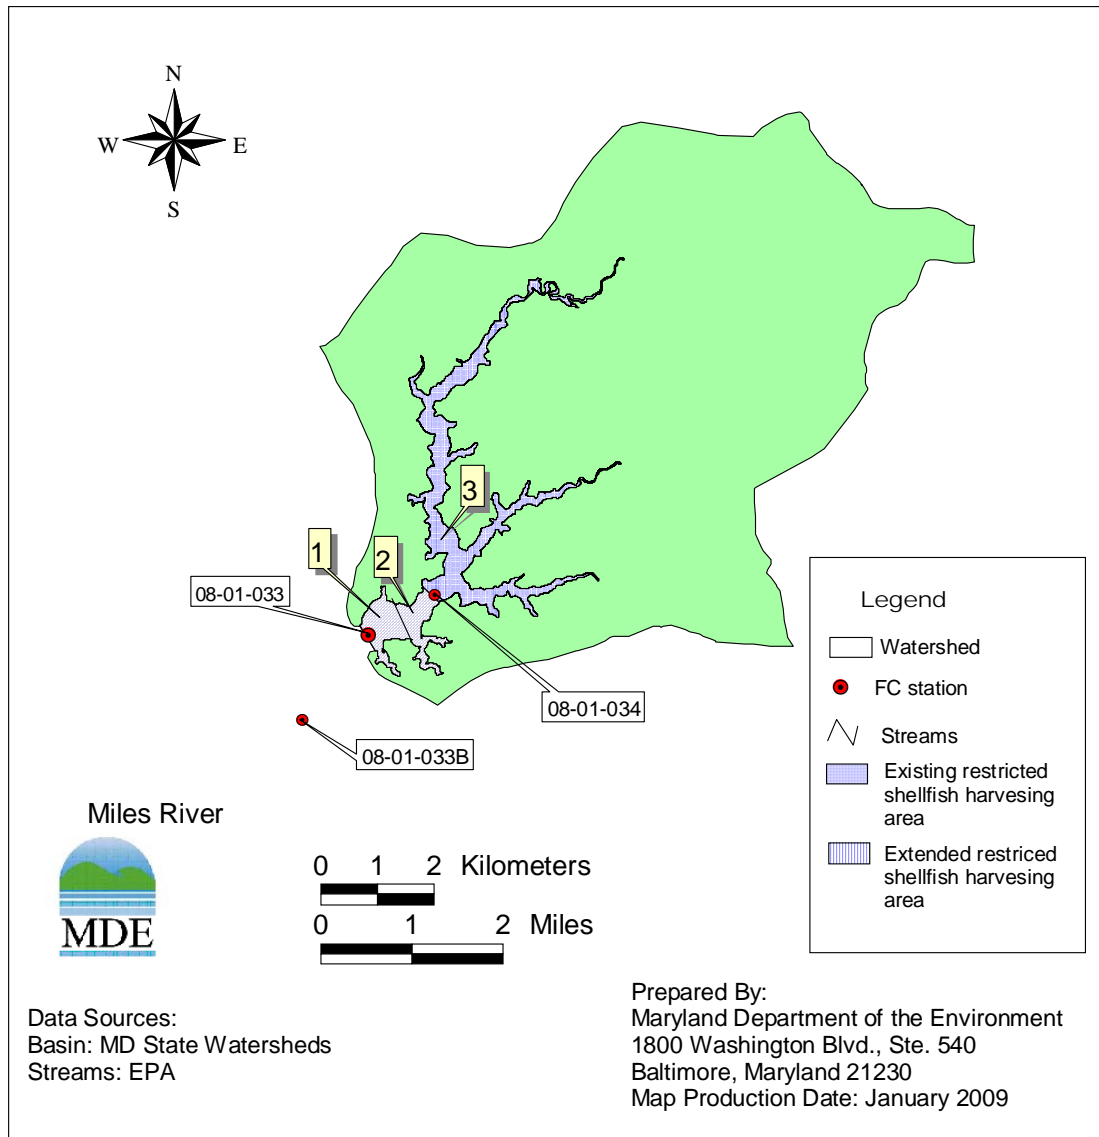 N
W
E
S
3
1
2
08-01-033
08-01-034
08-01-033B
Legend
Watershed
FC station
Streams
Existing restricted
shellfish harvesing
area
Extended restriced
shellfish harvesing
area
Miles River
MDE
0 1 2 Kilometers
0 1 2 Miles
Data Sources:
Basin: MD State Watersheds
Streams: EPA
Prepared By:
Maryland Department of the Environment
1800 Washington Blvd., Ste. 540
Baltimore, Maryland 21230
Map Production Date: January 2009